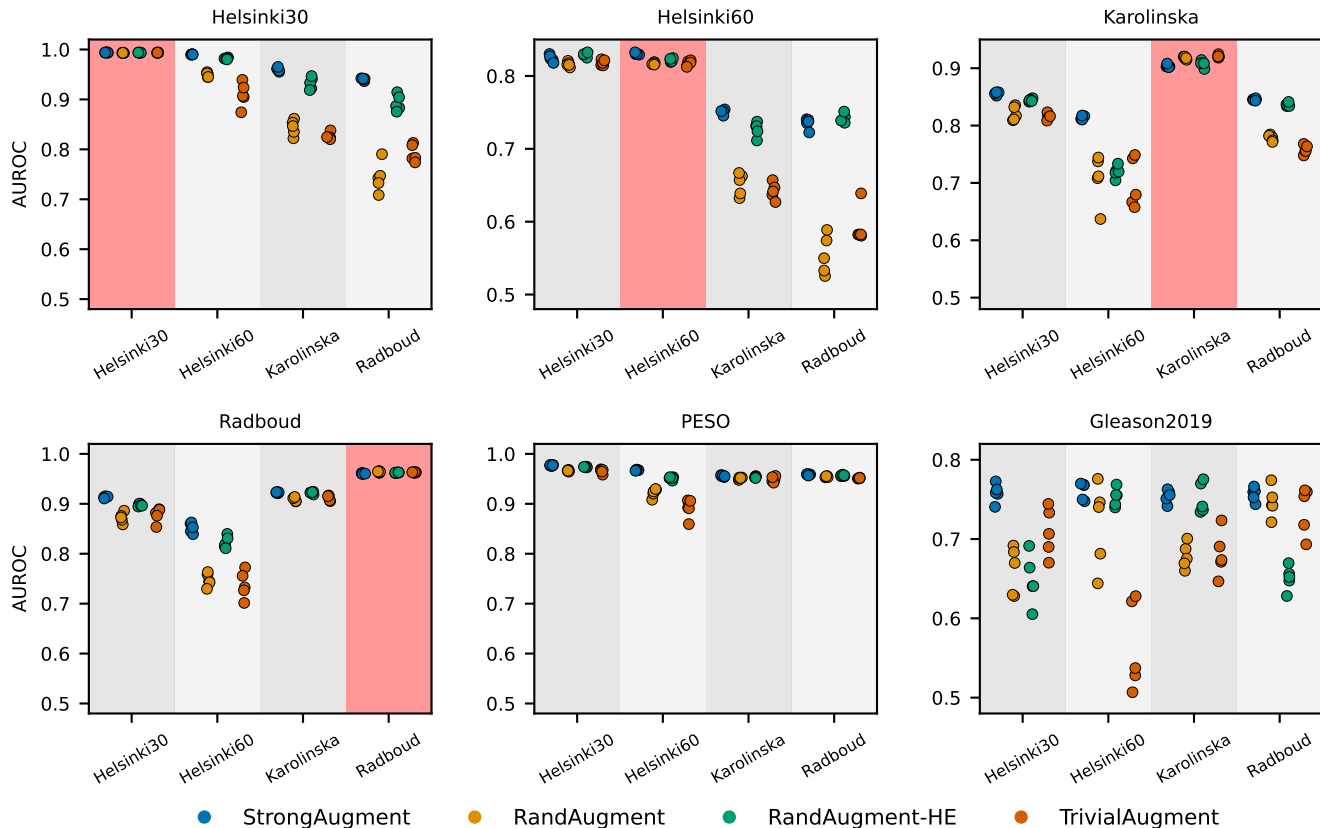 Helsinki30
Helsinki60
Karolinska
AUROC
1.0
0.9
0.8
0.7
0.6
0.5
0.8
0.7
0.6
0.5
0.9
0.8
0.7
0.6
0.5
Helsinki30
Helsinki60
Karolinska
Radboud
Helsinki30
Helsinki60
Karolinska
Radboud
Helsinki30
Helsinki60
Karolinska
Radboud
Radboud
PESO
Gleason2019
AUROC
1.0
0.9
0.8
0.7
0.6
0.5
1.0
0.9
0.8
0.7
0.6
0.5
0.8
0.7
0.6
0.5
Helsinki30
Helsinki60
Karolinska
Radboud
Helsinki30
Helsinki60
Karolinska
Radboud
Helsinki30
Helsinki60
Karolinska
Radboud
StrongAugment
RandAugment
RandAugment-HE
TrivialAugment